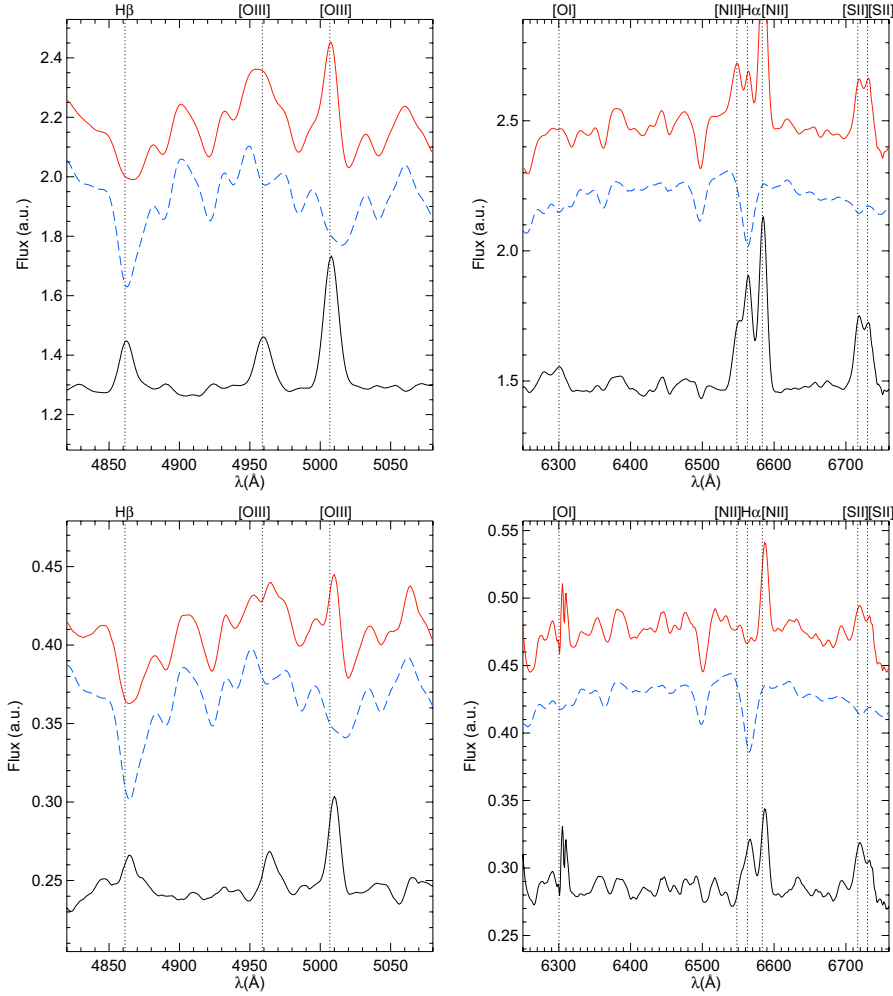 Hβ [OIII] [OIII]
2.4
2.2
2.0
1.8
1.6
1.4
1.2
Flux (a.u.)
4850 4900 4950 5000 5050
λ(Å)
[OI] [NII] Hα [NII] [SII] [SII]
2.5
2.0
1.5
Flux (a.u.)
6300 6400 6500 6600 6700
λ(Å)
Hβ [OIII] [OIII]
0.45
0.40
0.35
0.30
0.25
Flux (a.u.)
4850 4900 4950 5000 5050
λ(Å)
[OI] [NII] Hα [NII] [SII] [SII]
0.55
0.50
0.45
0.40
0.35
0.30
0.25
Flux (a.u.)
6300 6400 6500 6600 6700
λ(Å)